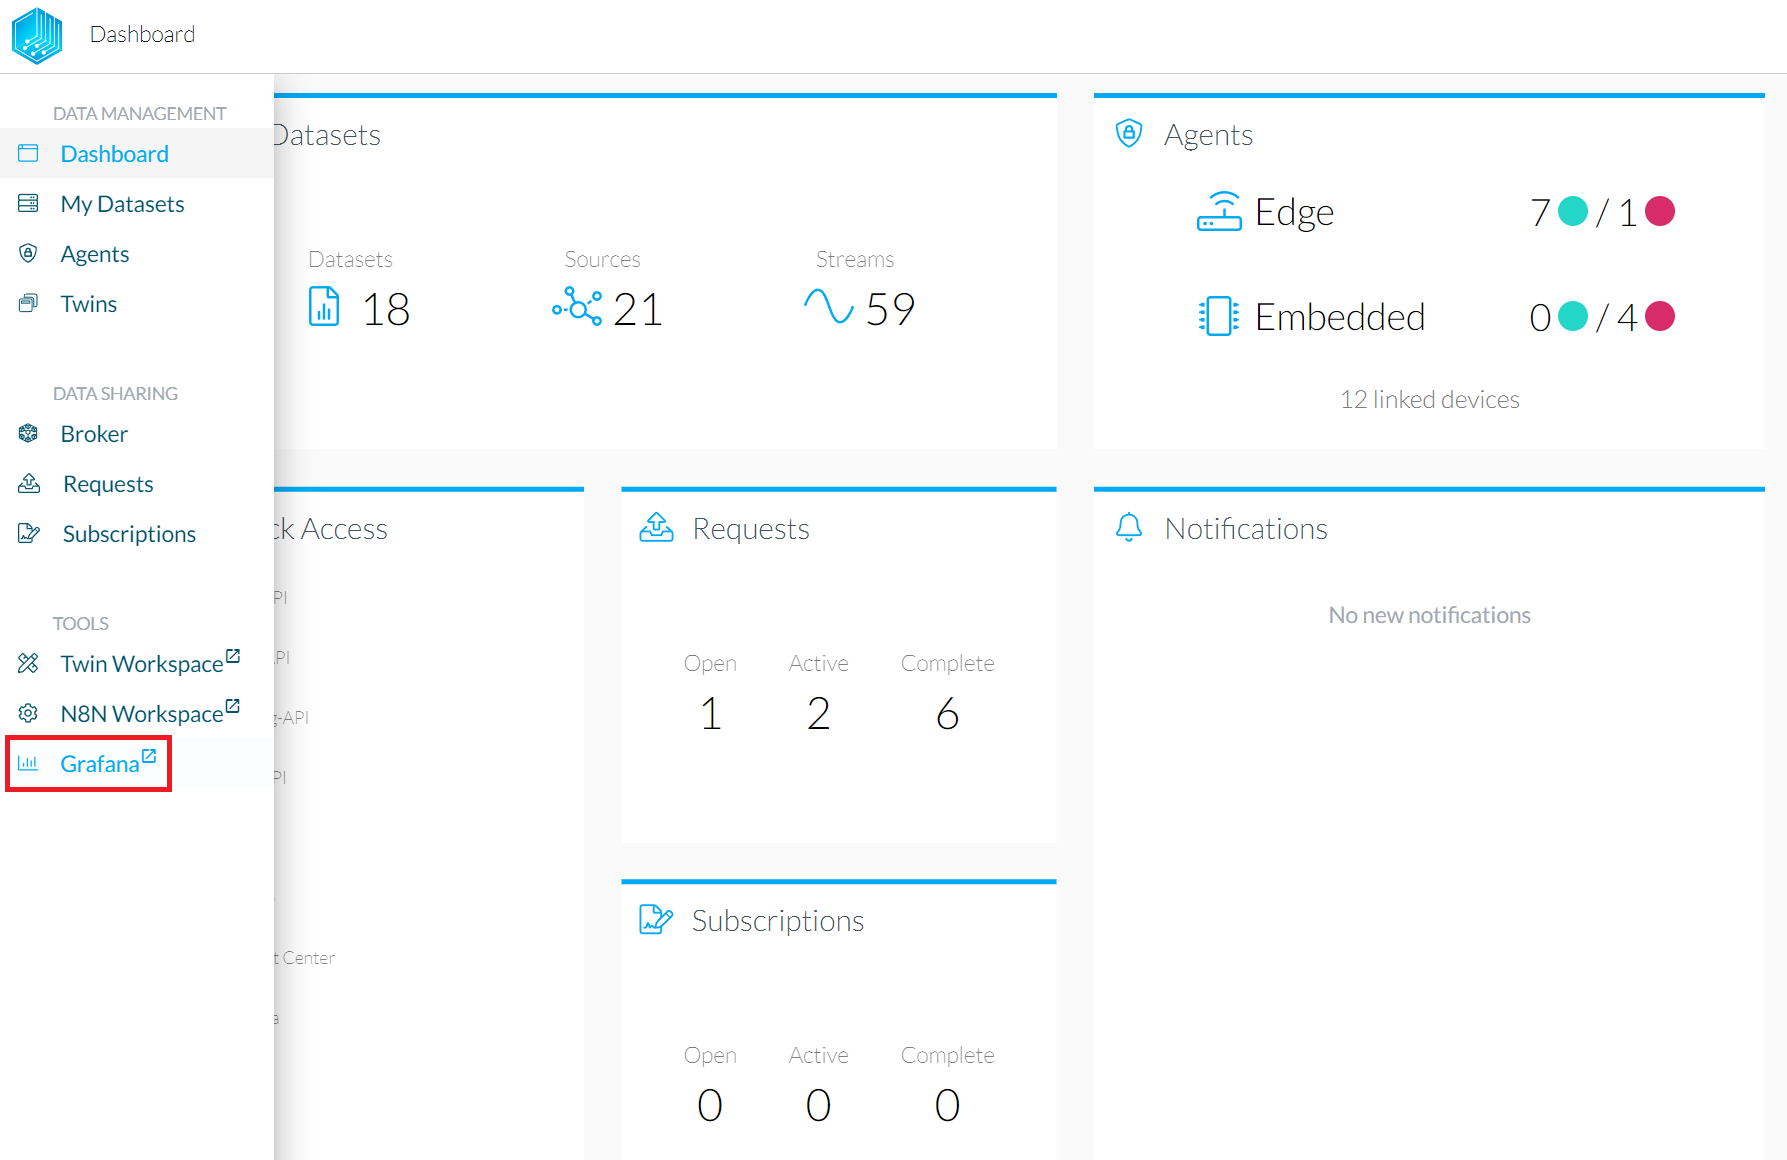 Dashboard
DATA MANAGEMENT
Dashboard
My Datasets
Agents
Twins
DATA SHARING
Broker
Requests
Subscriptions
TOOLS
Twin Workspace
N8N Workspace
Grafana
Datasets
Datasets
Sources
Streams
18
21
59
Agents
Edge
7 / 1
Embedded
0 / 4
12 linked devices
ck Access
PI
API
g-API
PI
t Center
a
Requests
Open
Active
Complete
1
2
6
Subscriptions
Open
Active
Complete
0
0
0
Notifications
No new notifications